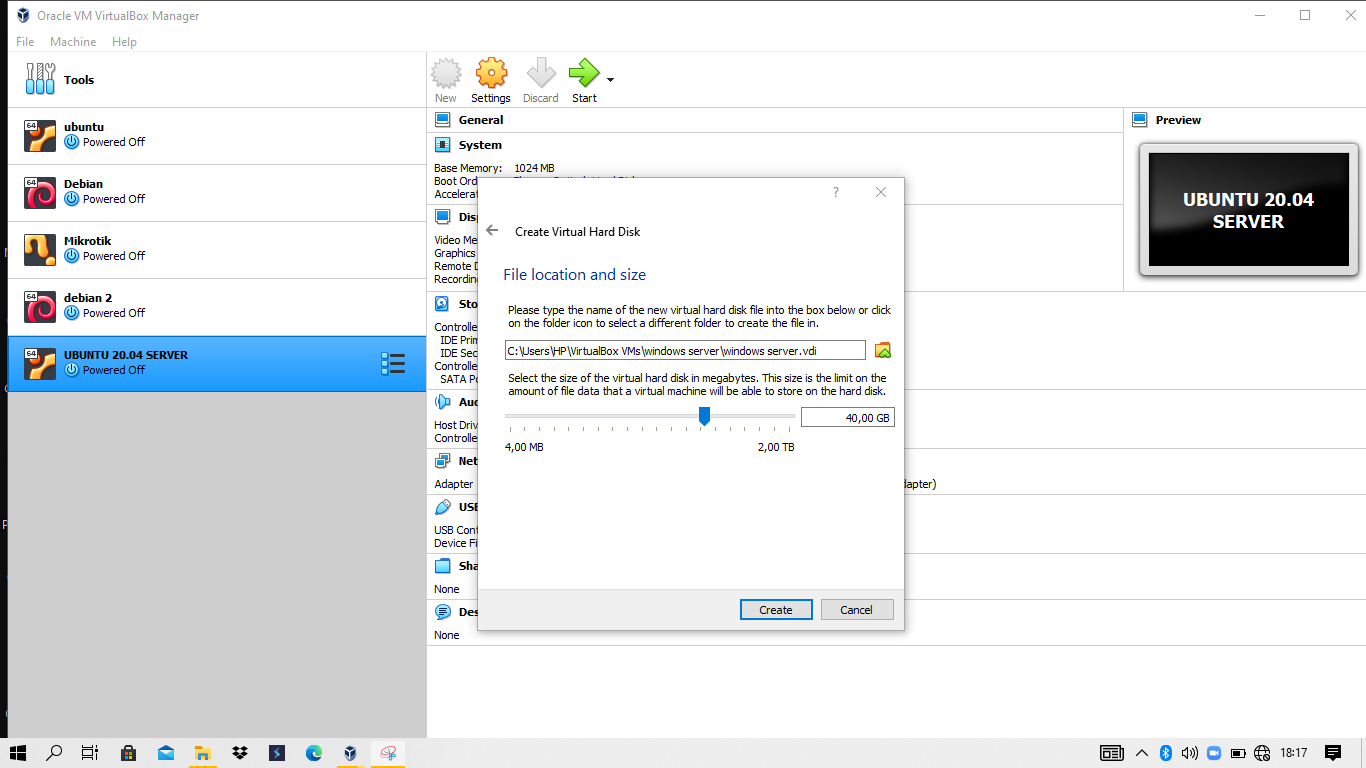 Oracle VM VirtualBox Manager
File Machine Help
Tools
New Settings Discard Start
64 ubuntu
Powered Off
64 Debian
Powered Off
Mikrotik
Powered Off
64 debian 2
Powered Off
64 UBUNTU 20.04 SERVER
Powered Off
General
System
Base Memory: 1024 MB
Boot Ord
Accelerat
Disp
Video Me
Graphics
Remote D
Recording
Sto
Controlle
IDE Prim
IDE Sec
Controlle
SATA Po
Aud
Host Driv
Controlle
Net
Adapter
dapter)
USB
USB Cont
Device Fi
Sha
None
Des
None
Preview
UBUNTU 20.04
SERVER
?
Create Virtual Hard Disk
File location and size
Please type the name of the new virtual hard disk file into the box below or click
on the folder icon to select a different folder to create the file in.
C:\Users\HP\VirtualBox VMs\windows server\windows server.vdi
Select the size of the virtual hard disk in megabytes. This size is the limit on the
amount of file data that a virtual machine will be able to store on the hard disk.
40,00 GB
4,00 MB 2,00 TB
Create Cancel
18:17